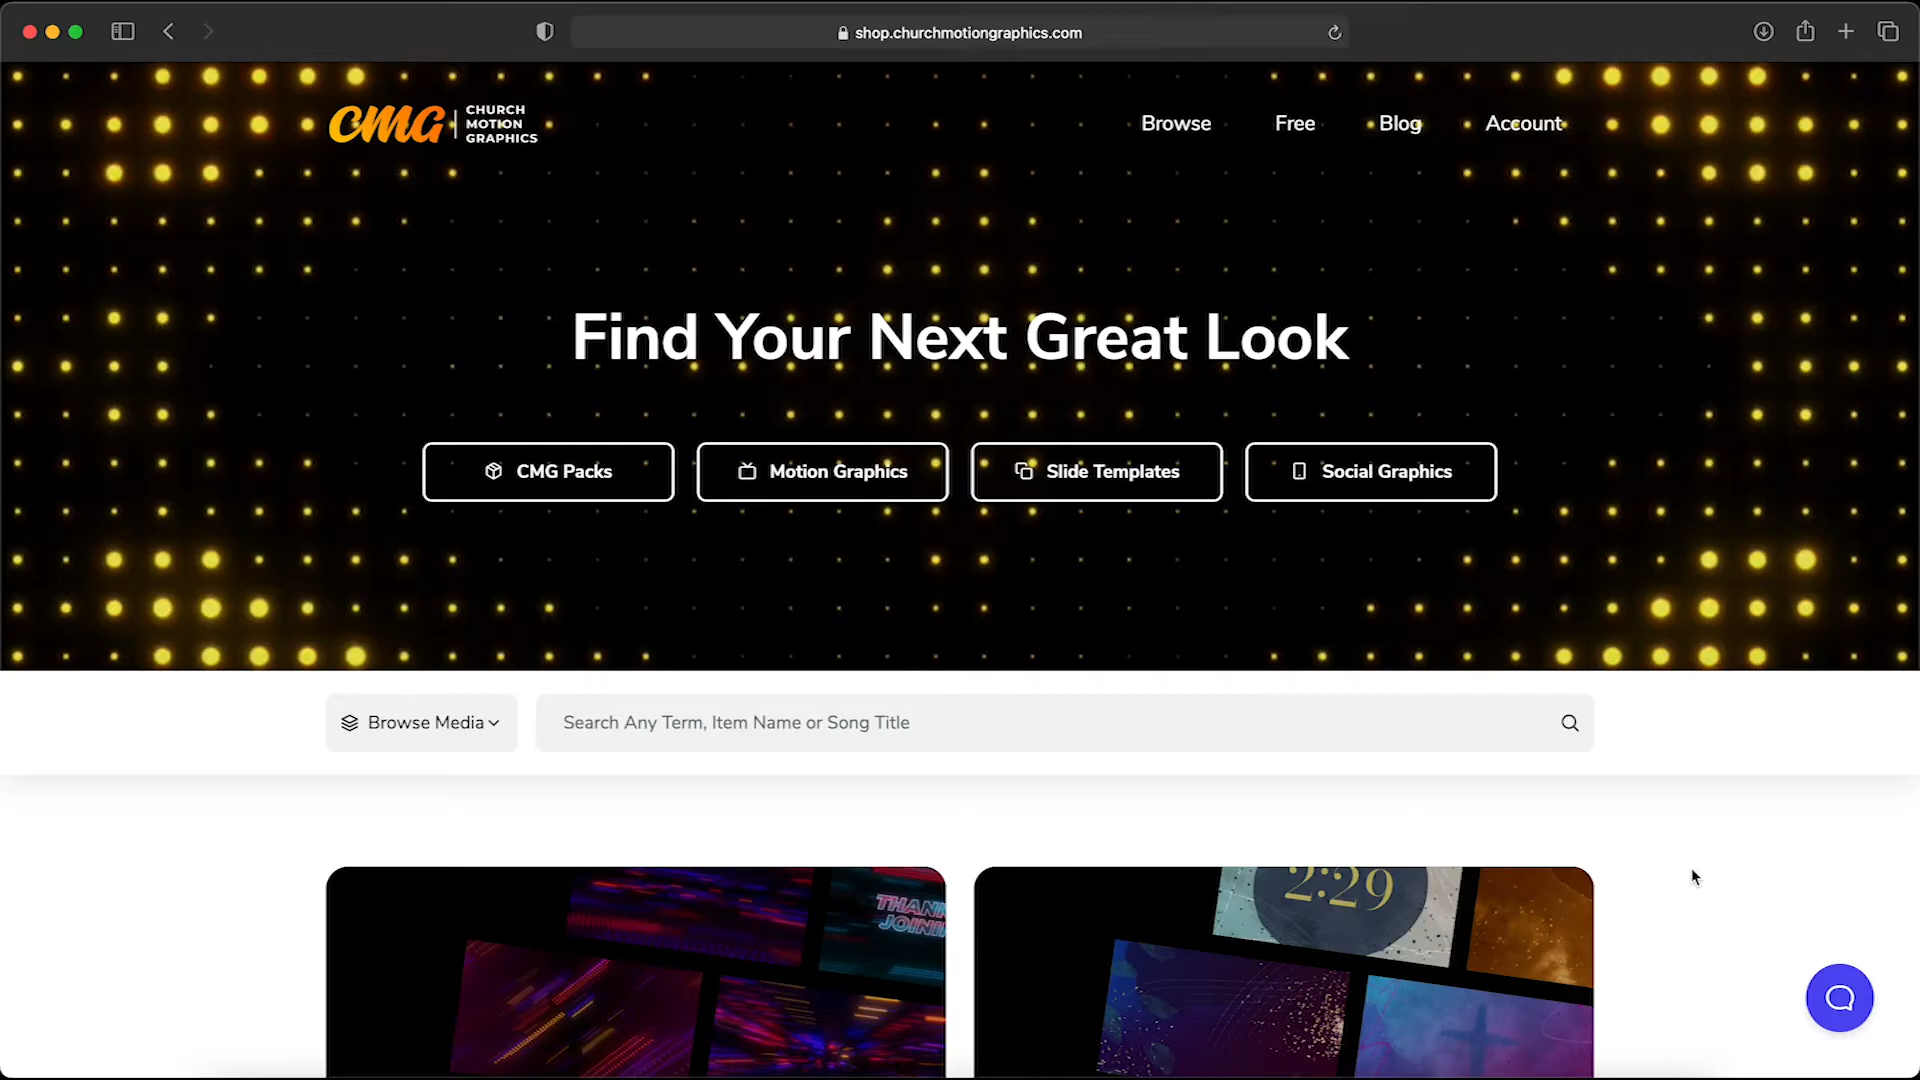 shop.churchmotiongraphics.com
CMG
CHURCH
MOTION
GRAPHICS
Browse
Free
Blog
Account
Find Your Next Great Look
CMG Packs
Motion Graphics
Slide Templates
Social Graphics
Browse Media
Search Any Term, Item Name or Song Title
2:29